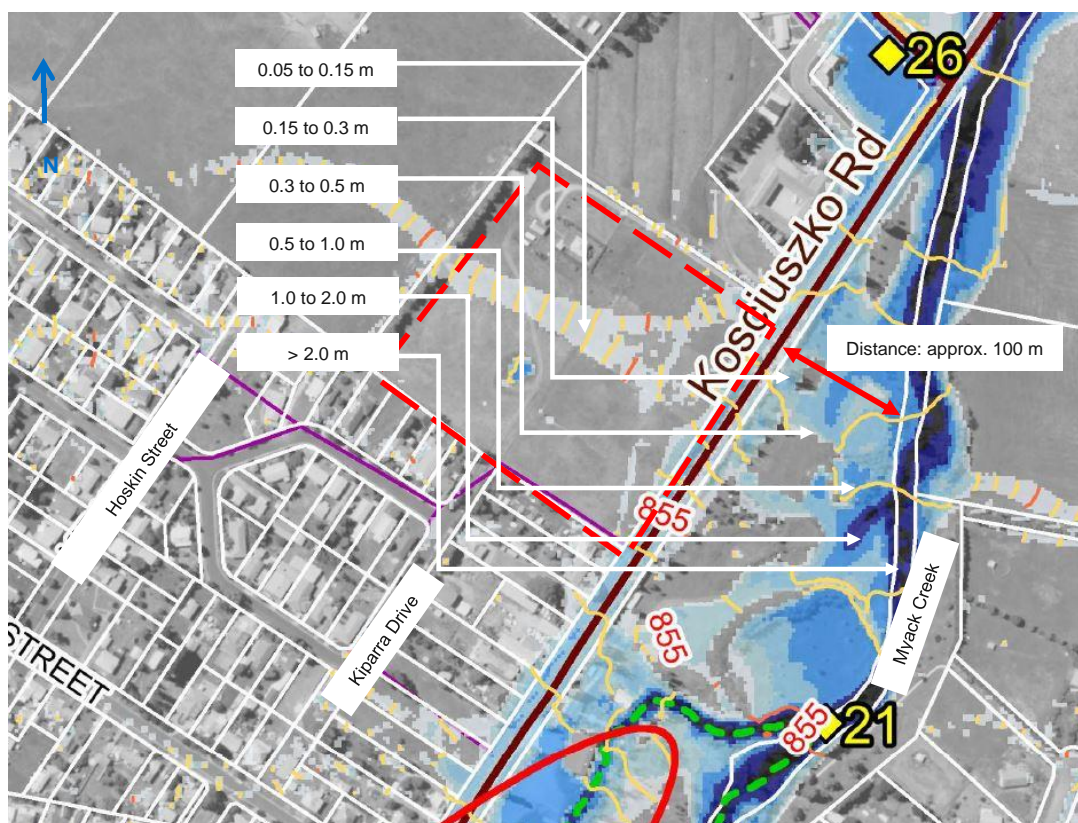 26
0.05 to 0.15 m
0.15 to 0.3 m
N
0.3 to 0.5 m
Kosciuszko Rd
0.5 to 1.0 m
1.0 to 2.0 m
> 2.0 m
Distance: approx. 100 m
Hoskin Street
855
Kiparra Drive
Myack Creek
855
STREET
855
21